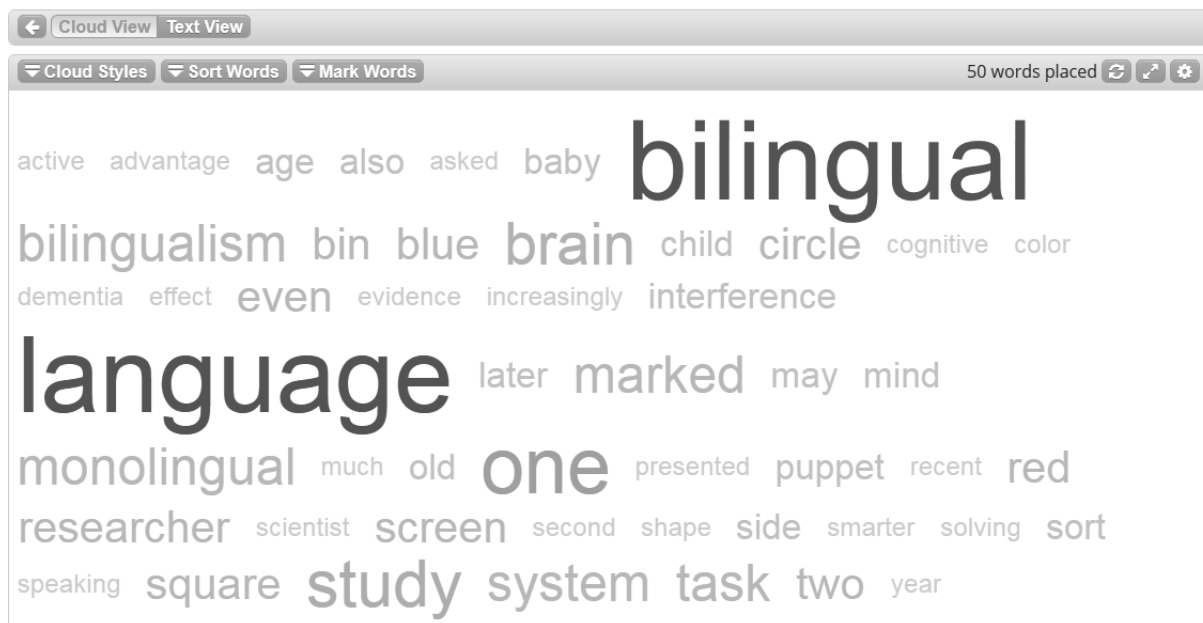 Cloud View Text View
Cloud Styles Sort Words Mark Words 50 words placed
active advantage age also asked baby bilingual
bilingualism bin blue brain child circle cognitive color
dementia effect even evidence increasingly interference
language later marked may mind
monolingual much old one presented puppet recent red
researcher scientist screen second shape side smarter solving sort
speaking square study system task two year